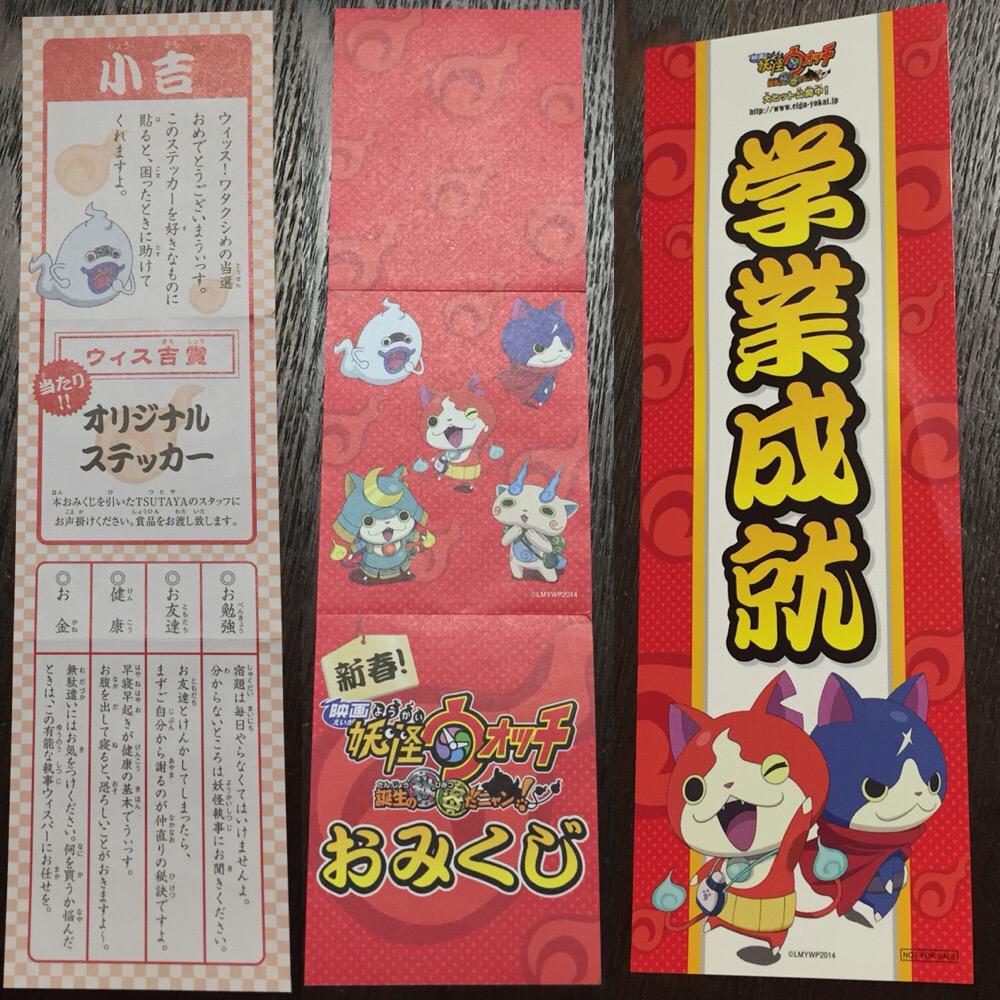 小吉
ウィッス！ワタクシめの当選
おめでとうございまういっす。
このステッカーを好きなものに
貼ると、困ったときに助けて
くれますよ。
ウィス吉賞
当たり!!
オリジナル
ステッカー
本おみくじを引いたTSUTAYAのスタッフに
お声掛けください。賞品をお渡し致します。
◎お勉強
宿題は毎日やらなくてはいけませんよ。
分からないところは妖怪執事にお聞きください。
◎お友達
お友達とけんかしてしまったら、
まずご自分から謝るのが仲直りの秘訣ですよ。
◎健康
早寝早起きが健康の基本でうぃっす。
お腹を出して寝ると、恐ろしいことがおきますよ〜。
◎お金
無駄遣いにはお気をつけください。何を買うか悩んだ
ときは、この有能な執事ウィスパーにお任せを。
©LMYWP2014
新春!
映画
妖怪ウォッチ
誕生の秘密だニャン!
おみくじ
映画
妖怪ウォッチ
大ヒット公開中!
http://www.eiga-yokai.jp
学業成就
©LMYWP2014
NOT FOR SALE